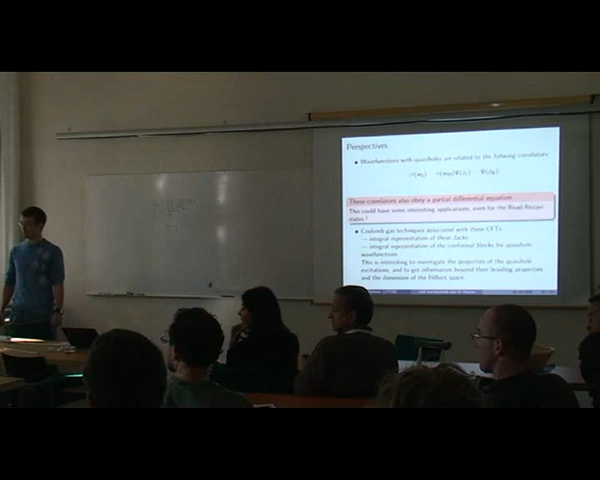 Perspectives
Wavefunctions with quasiholes are related to the following correlators
These correlators also obey a partial differential equation
This could have some interesting applications, even for the Read-Rezayi
states
Coulomb gas techniques associated with these CFTs
integral representation of these Jacks
integral representation of the conformal blocks for quasihole
wavefunctions
This is interesting to investigate the properties of the quasihole
excitations, and to get information beyond their braiding properties
and the dimension of the Hilbert space.